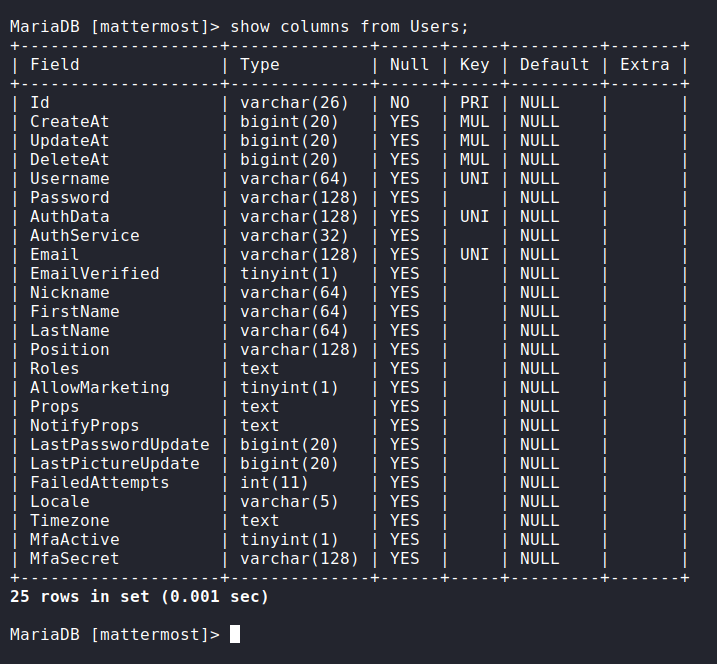 MariaDB [mattermost]> show columns from Users;
+--------------------+--------------+------+-----+---------+-------+
| Field              | Type         | Null | Key | Default | Extra |
+--------------------+--------------+------+-----+---------+-------+
| Id                 | varchar(26)  | NO   | PRI | NULL    |       |
| CreateAt           | bigint(20)   | YES  | MUL | NULL    |       |
| UpdateAt           | bigint(20)   | YES  | MUL | NULL    |       |
| DeleteAt           | bigint(20)   | YES  | MUL | NULL    |       |
| Username           | varchar(64)  | YES  | UNI | NULL    |       |
| Password           | varchar(128) | YES  |     | NULL    |       |
| AuthData           | varchar(128) | YES  | UNI | NULL    |       |
| AuthService        | varchar(32)  | YES  |     | NULL    |       |
| Email              | varchar(128) | YES  | UNI | NULL    |       |
| EmailVerified      | tinyint(1)   | YES  |     | NULL    |       |
| Nickname           | varchar(64)  | YES  |     | NULL    |       |
| FirstName          | varchar(64)  | YES  |     | NULL    |       |
| LastName           | varchar(64)  | YES  |     | NULL    |       |
| Position           | varchar(128) | YES  |     | NULL    |       |
| Roles              | text         | YES  |     | NULL    |       |
| AllowMarketing     | tinyint(1)   | YES  |     | NULL    |       |
| Props              | text         | YES  |     | NULL    |       |
| NotifyProps        | text         | YES  |     | NULL    |       |
| LastPasswordUpdate | bigint(20)   | YES  |     | NULL    |       |
| LastPictureUpdate  | bigint(20)   | YES  |     | NULL    |       |
| FailedAttempts     | int(11)      | YES  |     | NULL    |       |
| Locale             | varchar(5)   | YES  |     | NULL    |       |
| Timezone           | text         | YES  |     | NULL    |       |
| MfaActive          | tinyint(1)   | YES  |     | NULL    |       |
| MfaSecret          | varchar(128) | YES  |     | NULL    |       |
+--------------------+--------------+------+-----+---------+-------+
25 rows in set (0.001 sec)
MariaDB [mattermost]>